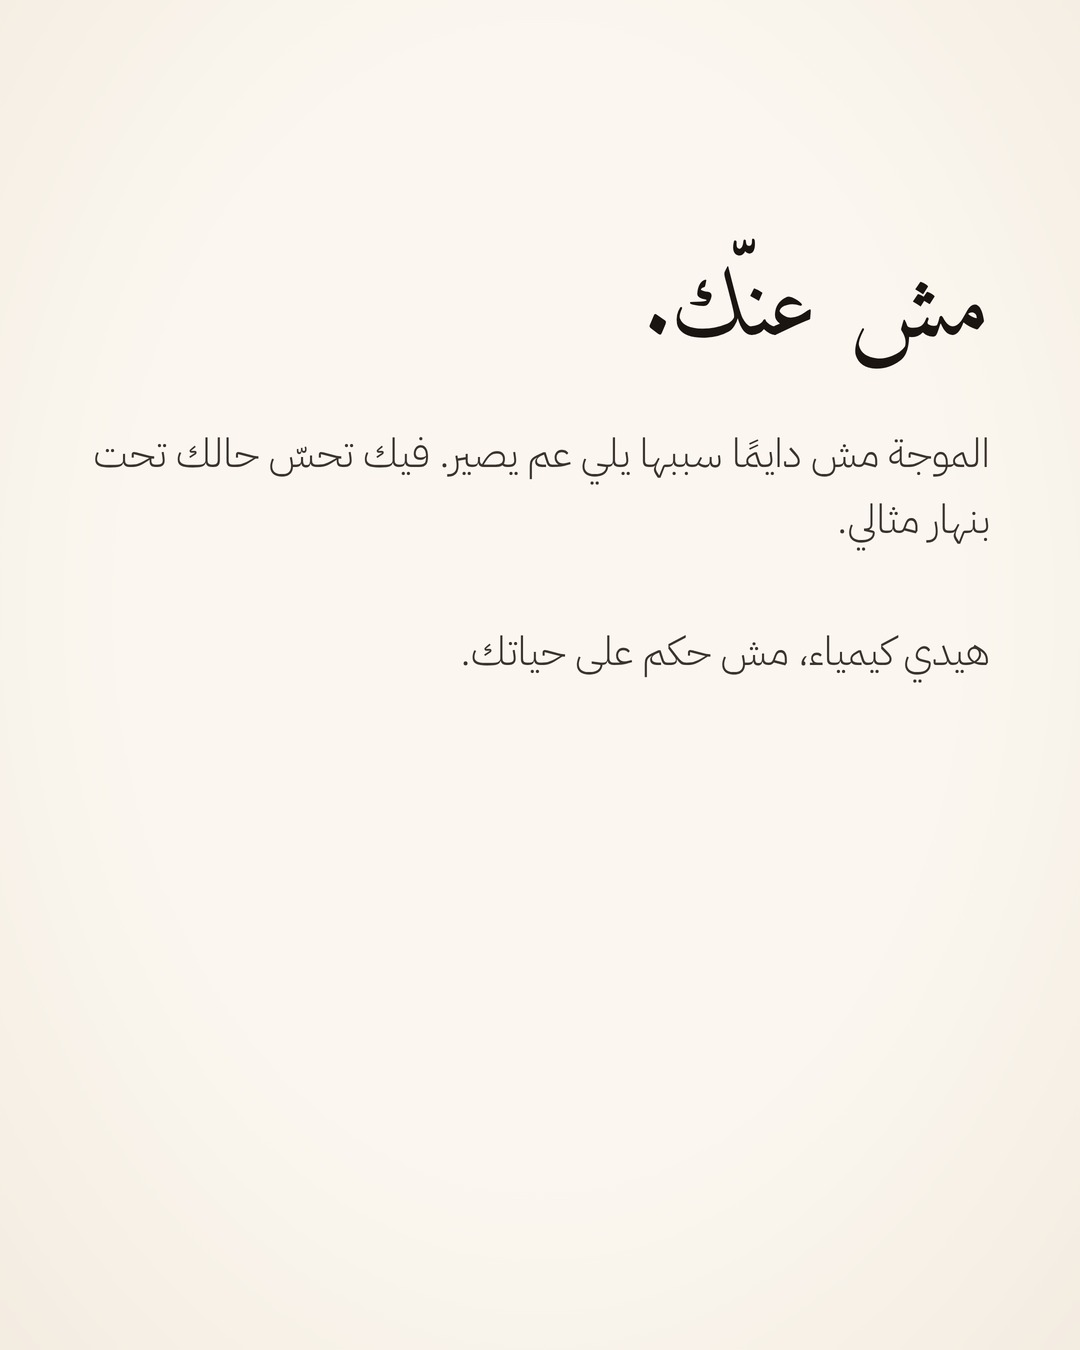 مش عنّك.
الموجة مش دايمًا سببها يلي عم يصير. فيك تحسّ حالك تحت
بنهار مثالي.
هيدي كيمياء، مش حكم على حياتك.